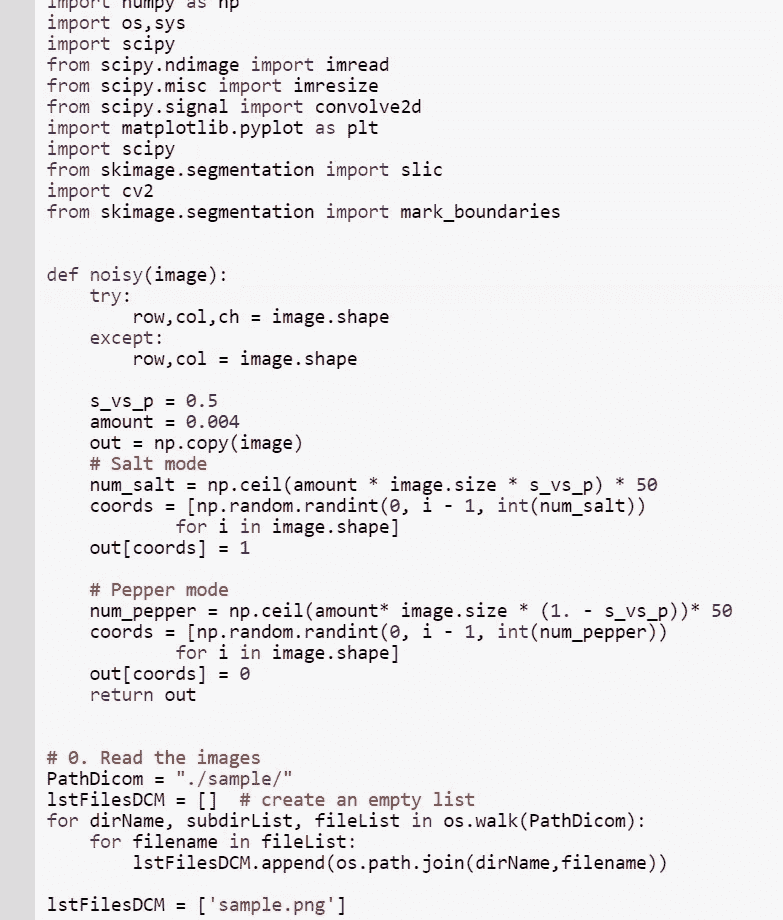 import numpy as np
import os,sys
import scipy
from scipy.ndimage import imread
from scipy.misc import imresize
from scipy.signal import convolve2d
import matplotlib.pyplot as plt
import scipy
from skimage.segmentation import slic
import cv2
from skimage.segmentation import mark_boundaries
def noisy(image):
    try:
        row,col,ch = image.shape
    except:
        row,col = image.shape
    s_vs_p = 0.5
    amount = 0.004
    out = np.copy(image)
    # Salt mode
    num_salt = np.ceil(amount * image.size * s_vs_p) * 50
    coords = [np.random.randint(0, i - 1, int(num_salt))
            for i in image.shape]
    out[coords] = 1
    # Pepper mode
    num_pepper = np.ceil(amount* image.size * (1. - s_vs_p))* 50
    coords = [np.random.randint(0, i - 1, int(num_pepper))
            for i in image.shape]
    out[coords] = 0
    return out
# 0. Read the images
PathDicom = "./sample/"
lstFilesDCM = []  # create an empty list
for dirName, subdirList, fileList in os.walk(PathDicom):
    for filename in fileList:
        lstFilesDCM.append(os.path.join(dirName,filename))
lstFilesDCM = ['sample.png']